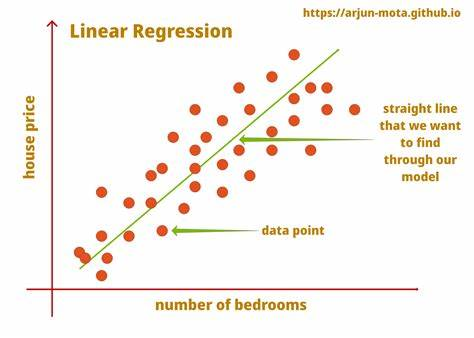 https://arjun-mota.github.io
Linear Regression
house price
straight line
that we want
to find
through our
model
data point
number of bedrooms